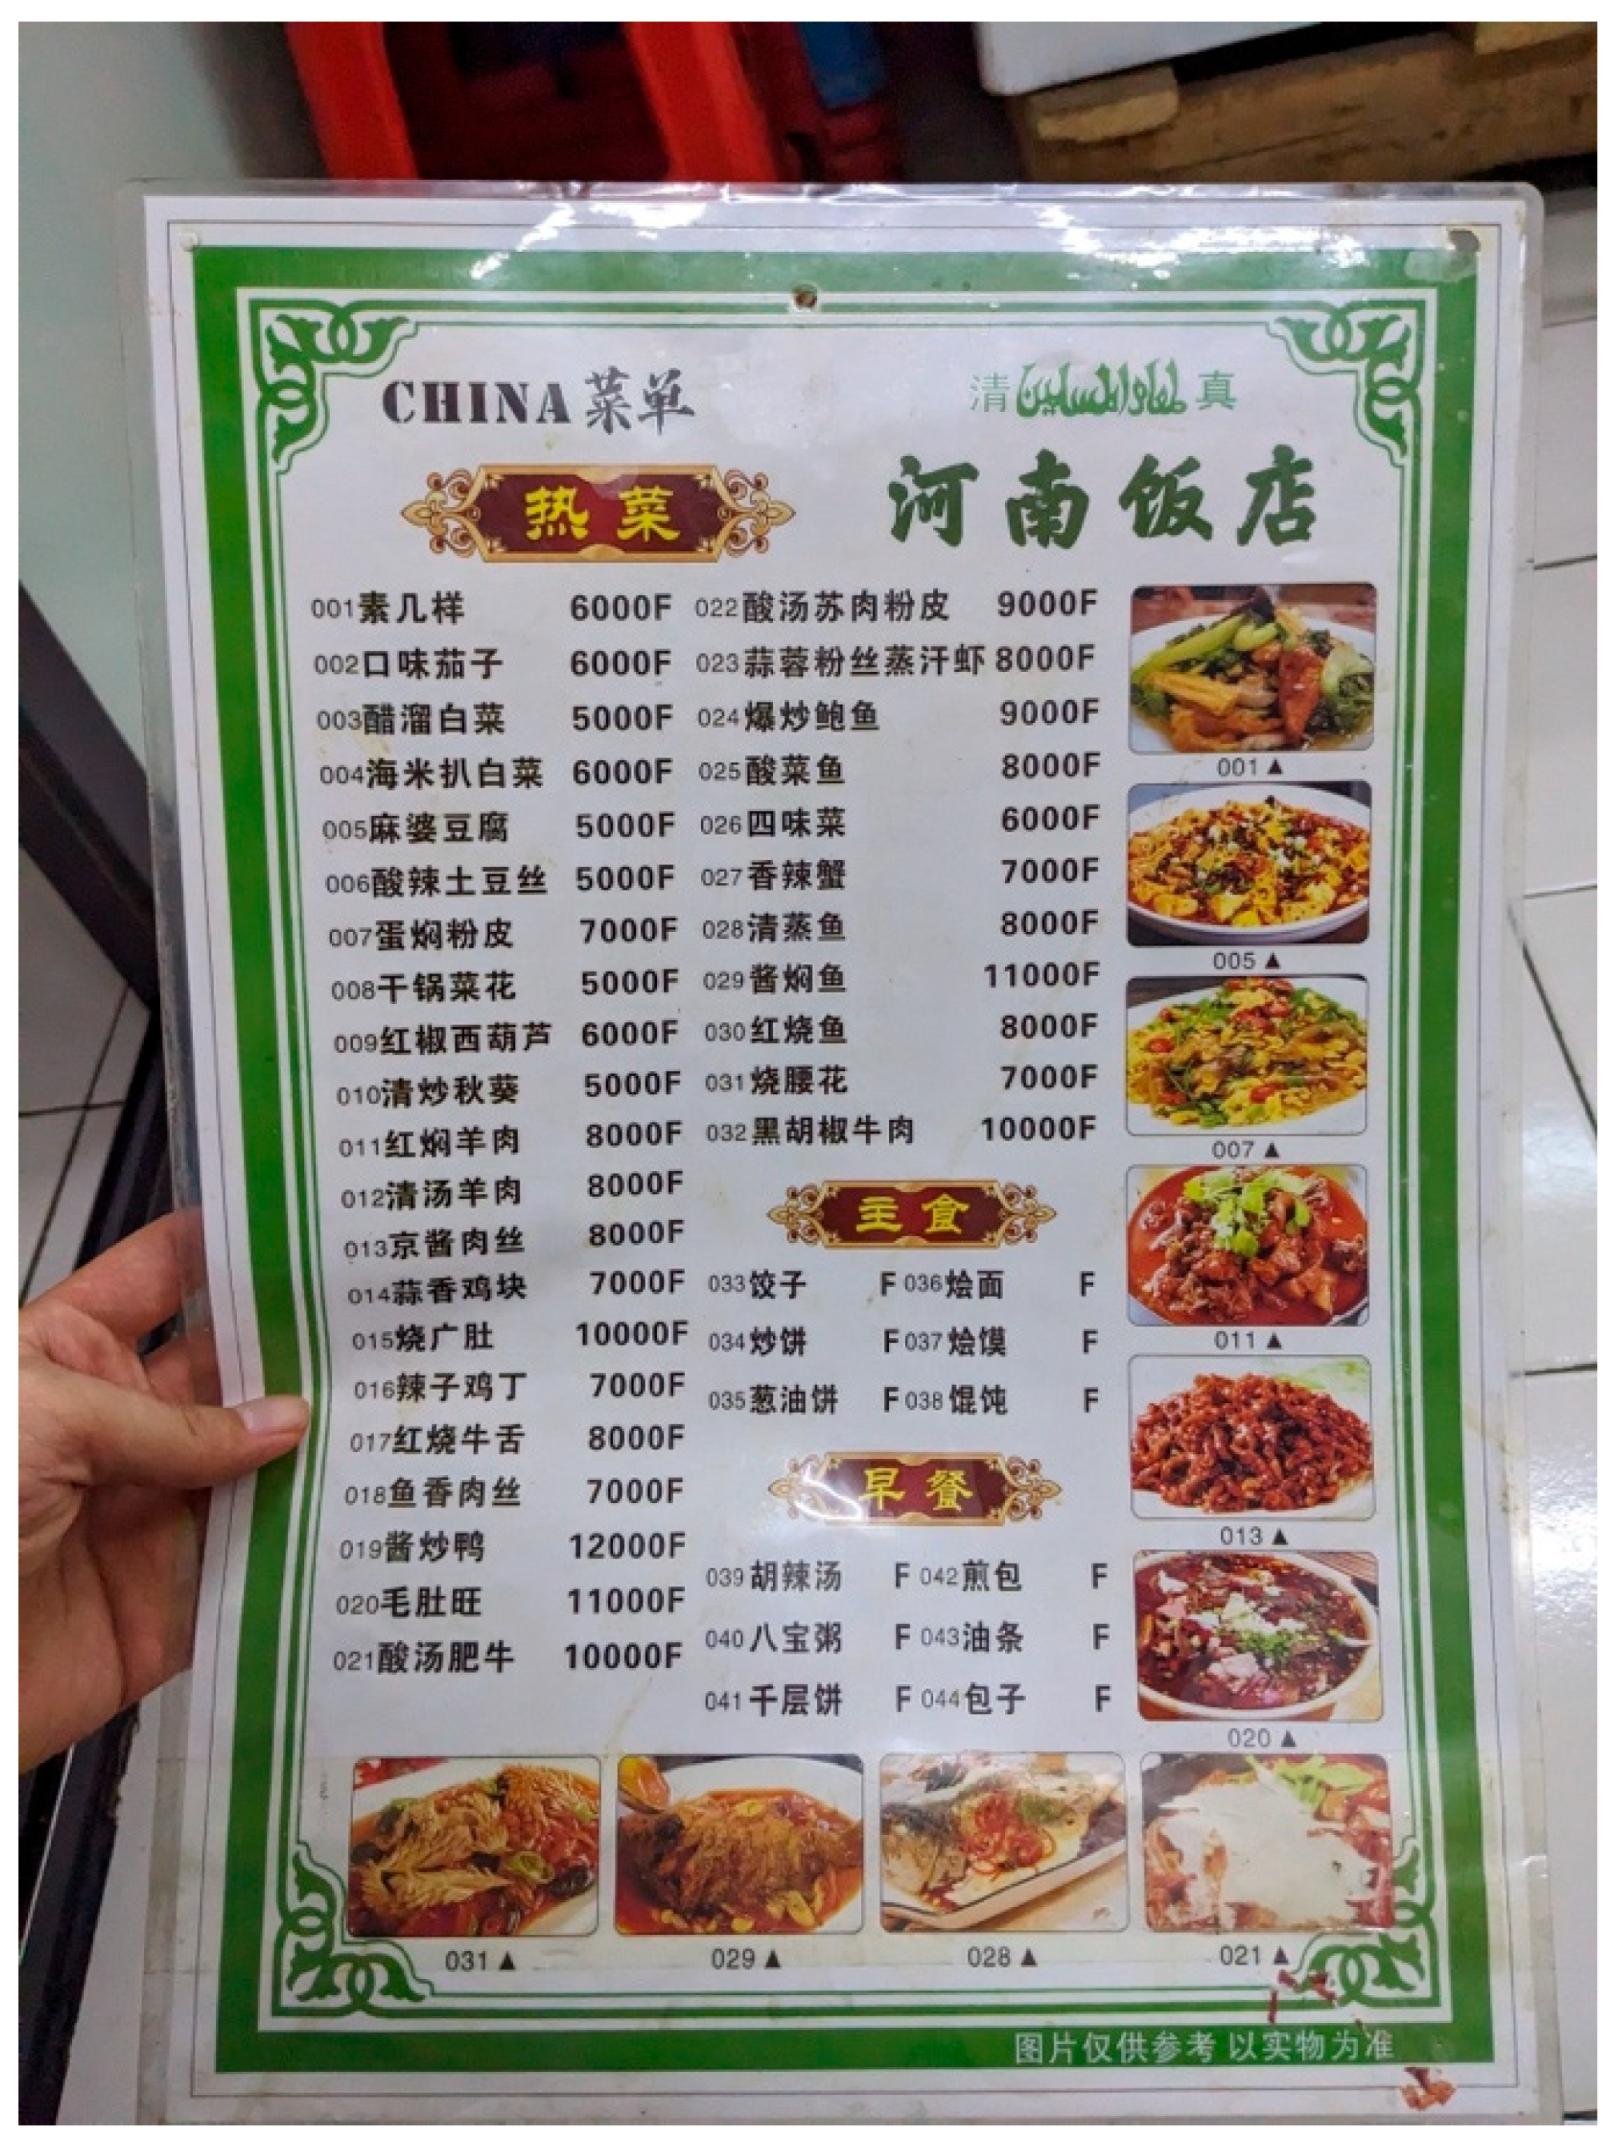 CHINA 菜单
清 طعام المسلمين 真
河南饭店
热菜
001素几样 6000F
002口味茄子 6000F
003醋溜白菜 5000F
004海米扒白菜 6000F
005麻婆豆腐 5000F
006酸辣土豆丝 5000F
007蛋焖粉皮 7000F
008干锅菜花 5000F
009红椒西葫芦 6000F
010清炒秋葵 5000F
011红焖羊肉 8000F
012清汤羊肉 8000F
013京酱肉丝 8000F
014蒜香鸡块 7000F
015烧广肚 10000F
016辣子鸡丁 7000F
017红烧牛舌 8000F
018鱼香肉丝 7000F
019酱炒鸭 12000F
020毛肚旺 11000F
021酸汤肥牛 10000F
022酸汤苏肉粉皮 9000F
023蒜蓉粉丝蒸汗虾 8000F
024爆炒鲍鱼 9000F
025酸菜鱼 8000F
026四味菜 6000F
027香辣蟹 7000F
028清蒸鱼 8000F
029酱焖鱼 11000F
030红烧鱼 8000F
031烧腰花 7000F
032黑胡椒牛肉 10000F
主食
033饺子 F 036烩面 F
034炒饼 F 037烩馍 F
035葱油饼 F 038馄饨 F
早餐
039胡辣汤 F 042煎包 F
040八宝粥 F 043油条 F
041千层饼 F 044包子 F
001▲
005▲
007▲
011▲
013▲
020▲
031▲ 029▲ 028▲ 021▲
图片仅供参考 以实物为准